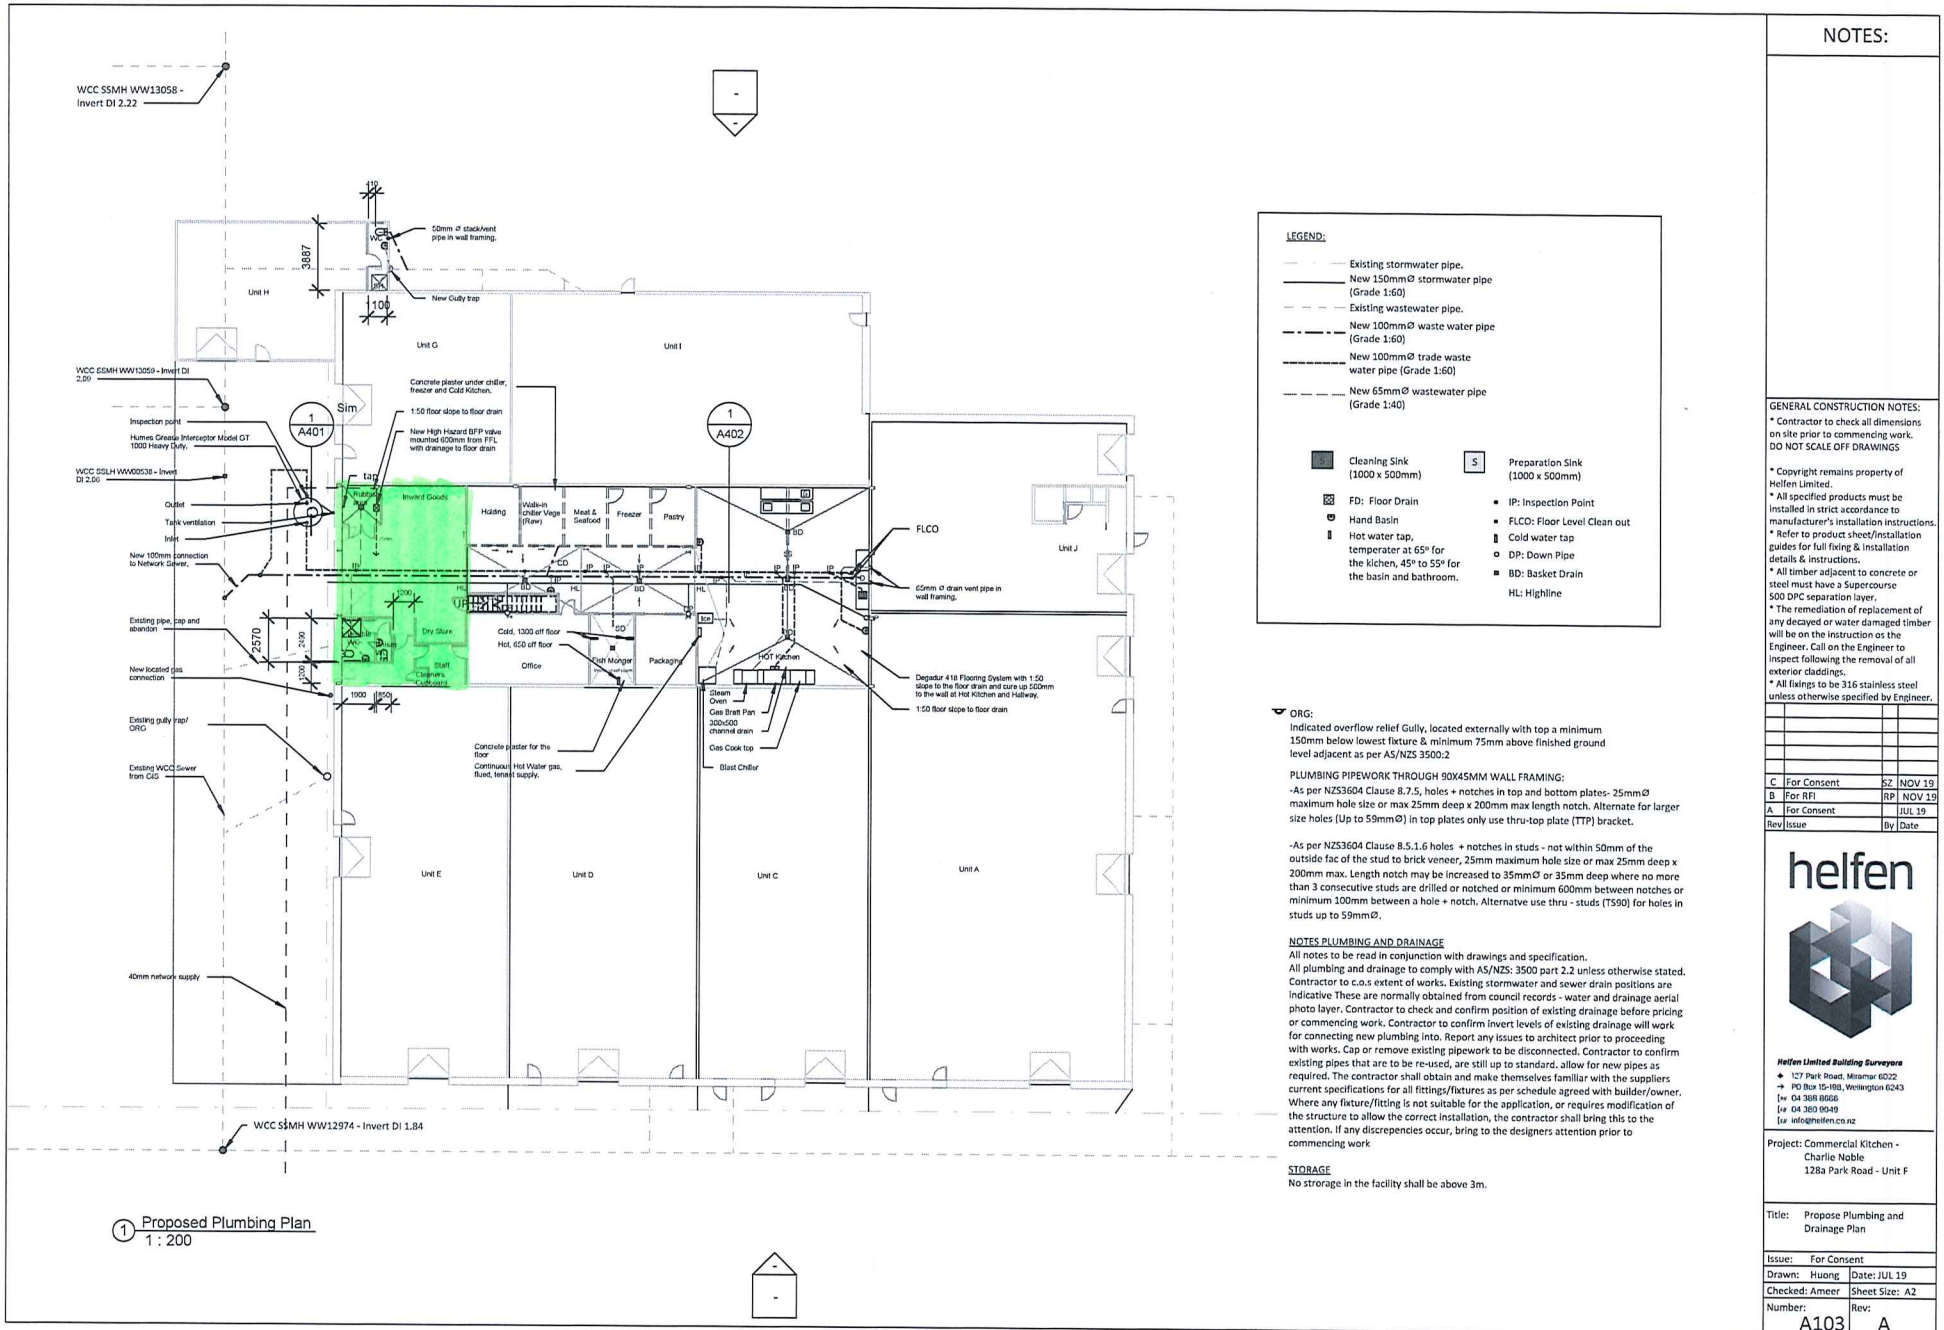 NOTES:
WCC SSMH WW13058 -
Invert DI 2.22
-
-
410
WC
50mm Ø stack/vent
pipe in wall framing.
3887
Unit H
New Gully trap
1100
Unit G
Unit I
WCC SSMH WW13059 - Invert DI
2.09
Concrete plaster under chiller,
freezer and Cold Kitchen.
Sim
1
A401
1:50 floor slope to floor drain
1
A402
Inspection point
Humes Grease Interceptor Model GT
1000 Heavy Duty.
New High Hazard BFP valve
mounted 600mm from FFL
with drainage to floor drain
WCC SSLH WW00538 - Invert
DI 2.06
tap
Inward Goods
Outlet
Tank ventilation
Inlet
Holding
Walk-in
chiller Vege
(Raw)
Meat &
Seafood
Freezer
Pastry
BD
FLCO
Unit J
New 100mm connection
to Network Sewer.
CD
IP
IP
IP
IP
IP
IP
IP
IP
HL
BD
HL
BD
HL
BD
65mm Ø drain vent pipe in
wall framing.
1200
UP
Ice
Existing pipe, cap and
abandon
2570
2490
1200
Dry Store
Cold, 1300 off floor
Hot, 650 off floor
SD
Office
Fish Monger
Packaging
HOT Kitchen
Staff
Cleaners
Cupboard
New located gas
connection
1900
850
Degadur 418 Flooring System with 1:50
slope to the floor drain and cure up 500mm
to the wall at Hot Kitchen and Hallway.
1:50 floor slope to floor drain
Steam
Oven
Gas Bratt Pan
300x500
channel drain
Gas Cook top
Blast Chiller
Existing gully trap/
ORG
Concrete plaster for the
floor
Continuous Hot Water gas,
flued, tenant supply.
Existing WCC Sewer
from GIS
Unit E
Unit D
Unit C
Unit A
40mm network supply
WCC SSMH WW12974 - Invert DI 1.84
1
Proposed Plumbing Plan
1 : 200
-
-
LEGEND:
Existing stormwater pipe.
New 150mmØ stormwater pipe
(Grade 1:60)
Existing wastewater pipe.
New 100mmØ waste water pipe
(Grade 1:60)
New 100mmØ trade waste
water pipe (Grade 1:60)
New 65mmØ wastewater pipe
(Grade 1:40)
S
Cleaning Sink
(1000 x 500mm)
S
Preparation Sink
(1000 x 500mm)
FD: Floor Drain
Hand Basin
Hot water tap,
temperater at 65º for
the kichen, 45º to 55º for
the basin and bathroom.
IP: Inspection Point
FLCO: Floor Level Clean out
Cold water tap
DP: Down Pipe
BD: Basket Drain
HL: Highline
ORG:
Indicated overflow relief Gully, located externally with top a minimum
150mm below lowest fixture & minimum 75mm above finished ground
level adjacent as per AS/NZS 3500:2
PLUMBING PIPEWORK THROUGH 90X45MM WALL FRAMING:
-As per NZS3604 Clause 8.7.5, holes + notches in top and bottom plates- 25mmØ
maximum hole size or max 25mm deep x 200mm max length notch. Alternate for larger
size holes (Up to 59mmØ) in top plates only use thru-top plate (TTP) bracket.
-As per NZS3604 Clause 8.5.1.6 holes + notches in studs - not within 50mm of the
outside fac of the stud to brick veneer, 25mm maximum hole size or max 25mm deep x
200mm max. Length notch may be increased to 35mmØ or 35mm deep where no more
than 3 consecutive studs are drilled or notched or minimum 600mm between notches or
minimum 100mm between a hole + notch. Alternatve use thru - studs (TS90) for holes in
studs up to 59mmØ.
NOTES PLUMBING AND DRAINAGE
All notes to be read in conjunction with drawings and specification.
All plumbing and drainage to comply with AS/NZS: 3500 part 2.2 unless otherwise stated.
Contractor to c.o.s extent of works. Existing stormwater and sewer drain positions are
indicative These are normally obtained from council records - water and drainage aerial
photo layer. Contractor to check and confirm position of existing drainage before pricing
or commencing work. Contractor to confirm invert levels of existing drainage will work
for connecting new plumbing into. Report any issues to architect prior to proceeding
with works. Cap or remove existing pipework to be disconnected. Contractor to confirm
existing pipes that are to be re-used, are still up to standard. allow for new pipes as
required. The contractor shall obtain and make themselves familiar with the suppliers
current specifications for all fittings/fixtures as per schedule agreed with builder/owner.
Where any fixture/fitting is not suitable for the application, or requires modification of
the structure to allow the correct installation, the contractor shall bring this to the
attention. If any discrepencies occur, bring to the designers attention prior to
commencing work
STORAGE
No strorage in the facility shall be above 3m.
GENERAL CONSTRUCTION NOTES:
* Contractor to check all dimensions
on site prior to commencing work.
DO NOT SCALE OFF DRAWINGS
* Copyright remains property of
Helfen Limited.
* All specified products must be
installed in strict accordance to
manufacturer's installation instructions.
* Refer to product sheet/installation
guides for full fixing & installation
details & instructions.
* All timber adjacent to concrete or
steel must have a Supercourse
500 DPC separation layer.
* The remediation of replacement of
any decayed or water damaged timber
will be on the instruction os the
Engineer. Call on the Engineer to
inspect following the removal of all
exterior claddings.
* All fixings to be 316 stainless steel
unless otherwise specified by Engineer.
C For Consent SZ NOV 19
B For RFI RP NOV 19
A For Consent JUL 19
Rev Issue By Date
helfen
Helfen Limited Building Surveyors
127 Park Road, Miramar 6022
PO Box 15-198, Wellington 6243
04 388 8666
04 380 9049
info@helfen.co.nz
Project: Commercial Kitchen -
Charlie Noble
128a Park Road - Unit F
Title: Propose Plumbing and
Drainage Plan
Issue: For Consent
Drawn: Huong Date: JUL 19
Checked: Ameer Sheet Size: A2
Number: Rev:
A103 A